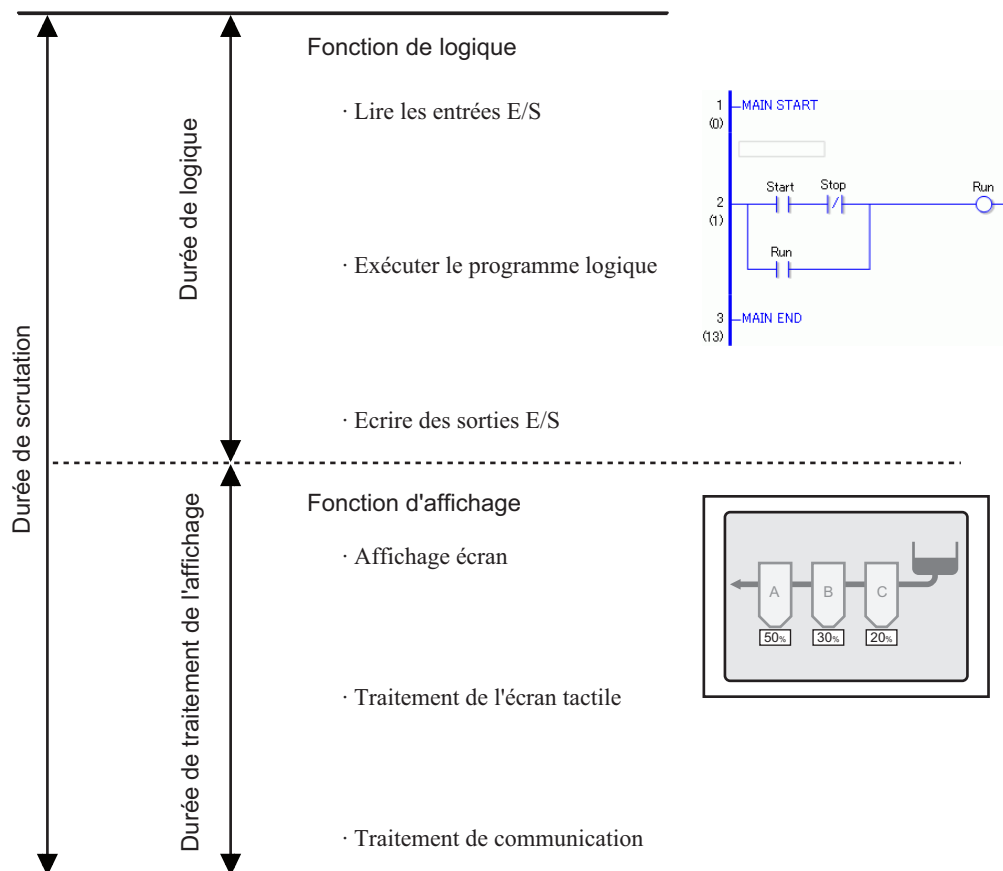 Durée de scrutation
Durée de logique
Fonction de logique
· Lire les entrées E/S
· Exécuter le programme logique
· Ecrire des sorties E/S
1 MAIN START
(0)
Start Stop Run
2
(1)
Run
3 MAIN END
(13)
Durée de traitement de l'affichage
Fonction d'affichage
· Affichage écran
· Traitement de l'écran tactile
· Traitement de communication
A B C
50% 30% 20%